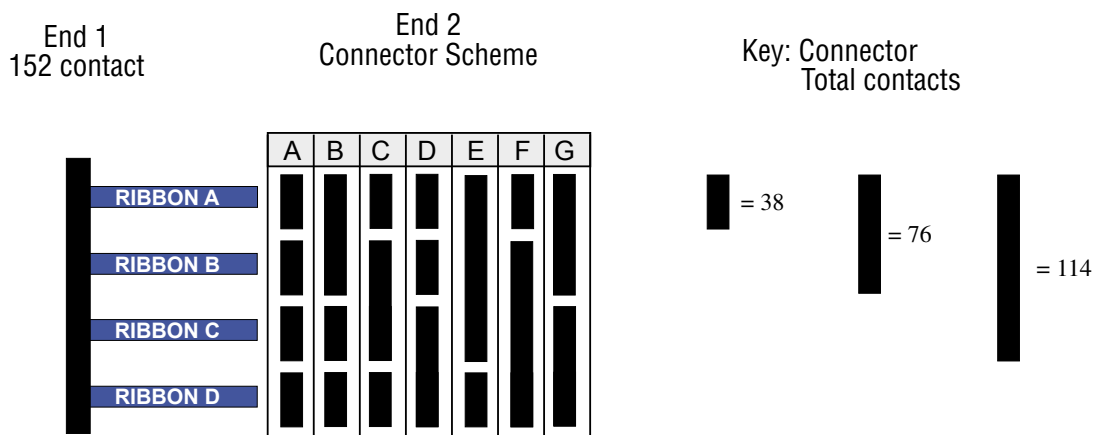 End 1
152 contact
End 2
Connector Scheme
Key: Connector
Total contacts
A B C D E F G
RIBBON A
RIBBON B
RIBBON C
RIBBON D
= 38
= 76
= 114